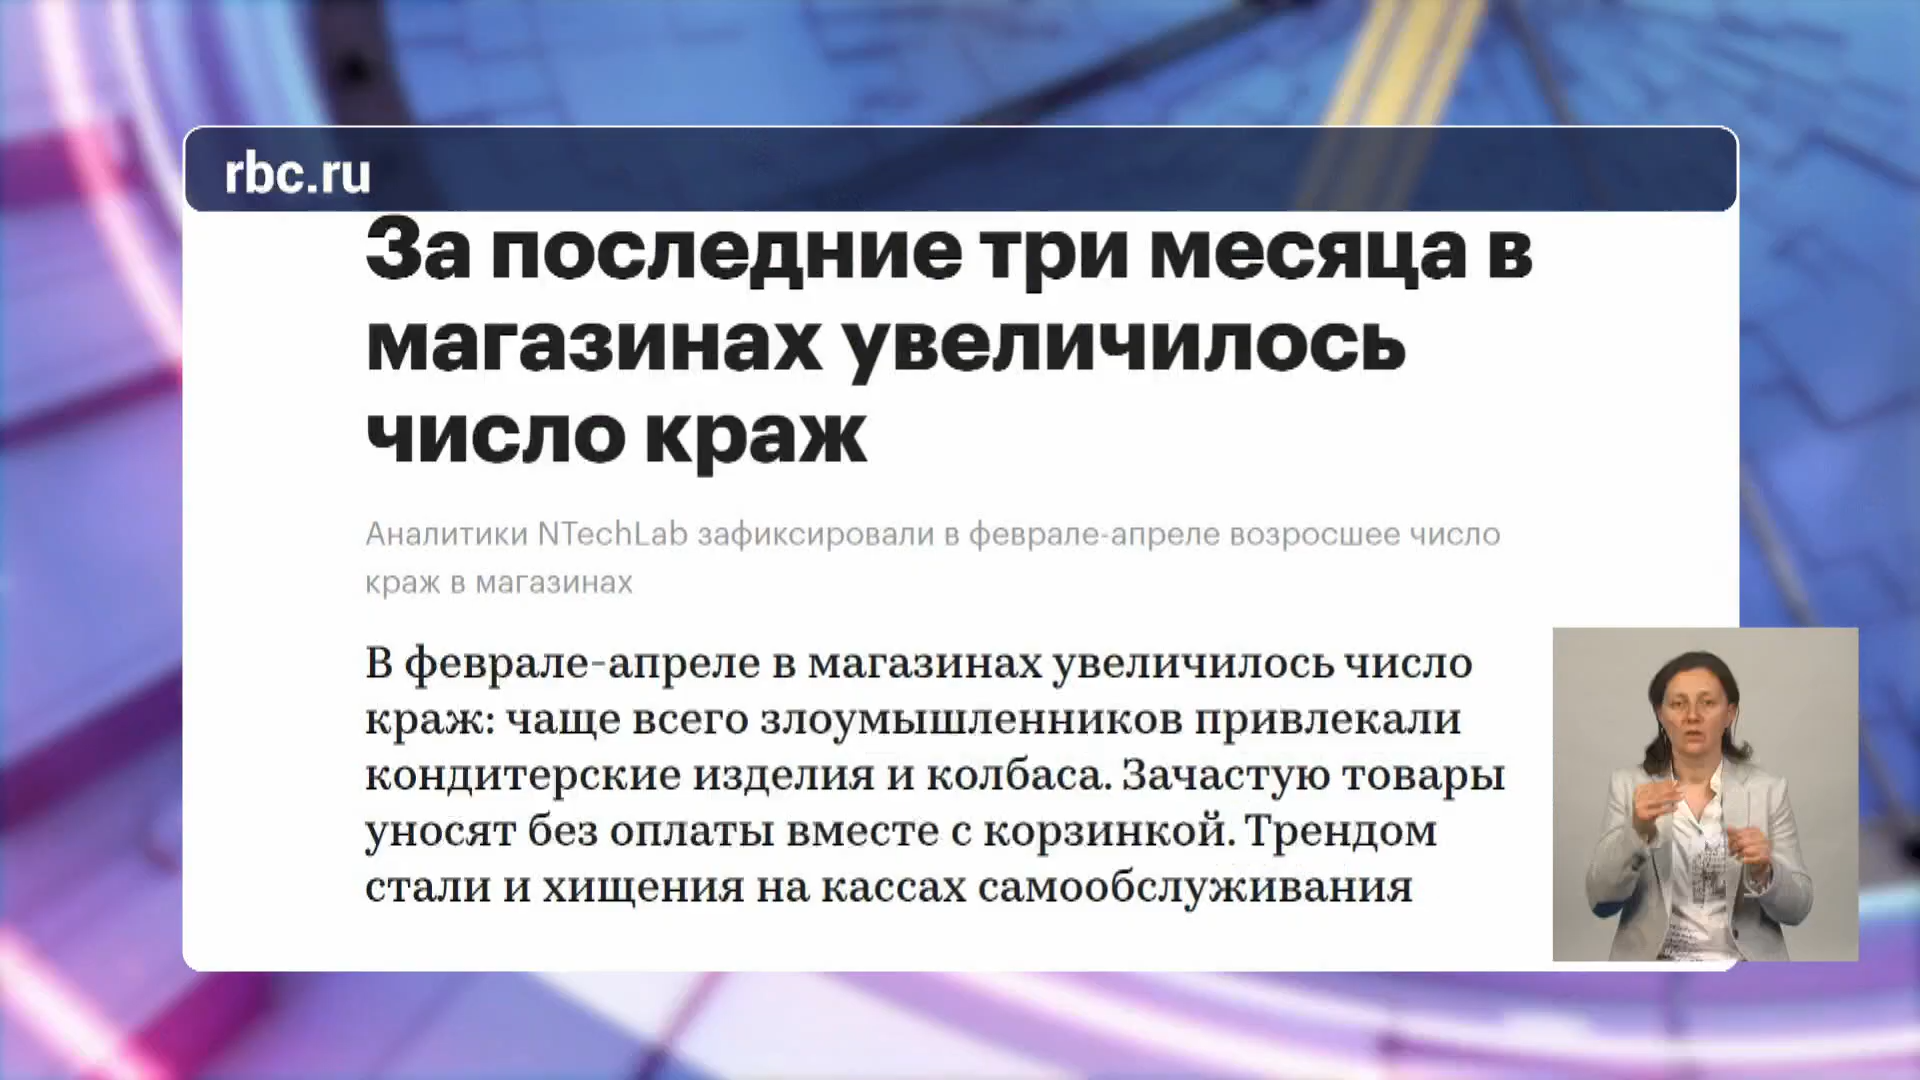 rbc.ru
За последние три месяца в
магазинах увеличилось
число краж
Аналитики NTechLab зафиксировали в феврале-апреле возросшее число
краж в магазинах
В феврале-апреле в магазинах увеличилось число
краж: чаще всего злоумышленников привлекали
кондитерские изделия и колбаса. Зачастую товары
уносят без оплаты вместе с корзинкой. Трендом
стали и хищения на кассах самообслуживания